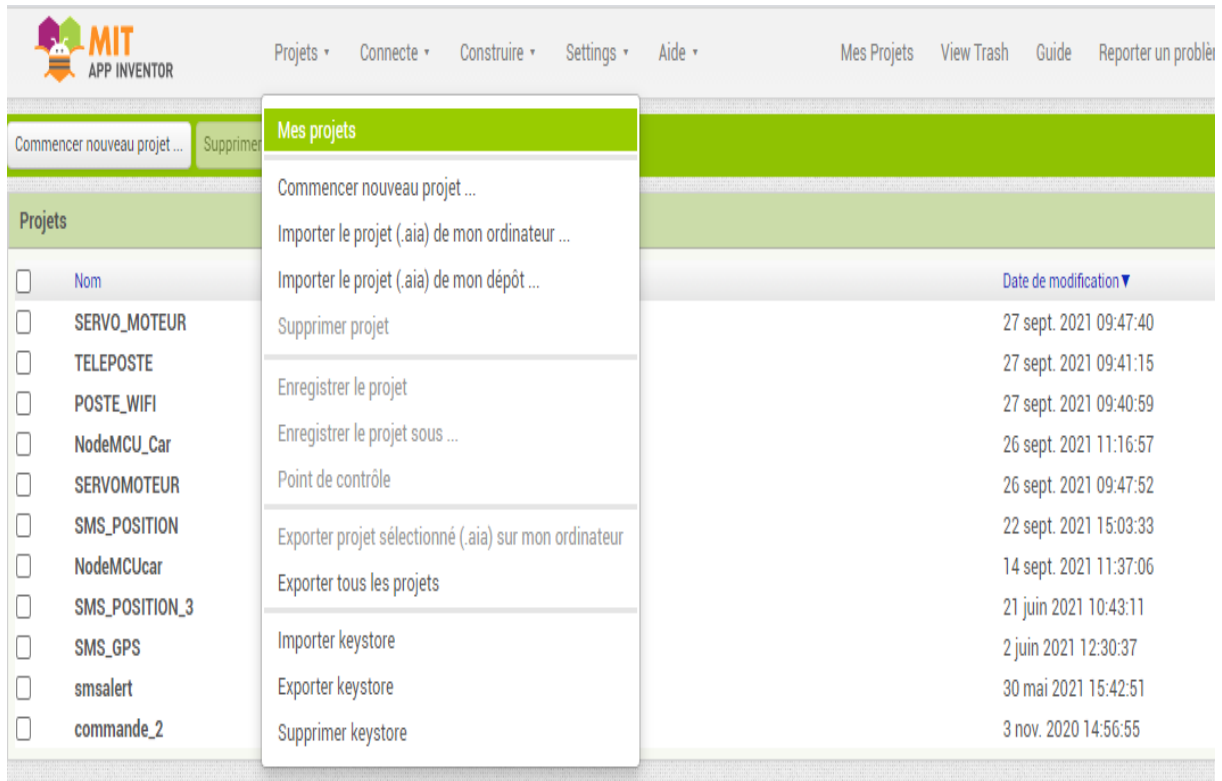 MIT
APP INVENTOR
Projets Connecte Construire Settings Aide Mes Projets View Trash Guide Reporter un
Commencer nouveau projet ... Supprimer
Mes projets
Commencer nouveau projet ...
Importer le projet (.aia) de mon ordinateur ...
Importer le projet (.aia) de mon dépôt ...
Supprimer projet
Enregistrer le projet
Enregistrer le projet sous ...
Point de contrôle
Exporter projet sélectionné (.aia) sur mon ordinateur
Exporter tous les projets
Importer keystore
Exporter keystore
Supprimer keystore
Projets
Nom Date de modification▼
SERVO_MOTEUR 27 sept. 2021 09:47:40
TELEPOSTE 27 sept. 2021 09:41:15
POSTE_WIFI 27 sept. 2021 09:40:59
NodeMCU_Car 26 sept. 2021 11:16:57
SERVOMOTEUR 26 sept. 2021 09:47:52
SMS_POSITION 22 sept. 2021 15:03:33
NodeMCUcar 14 sept. 2021 11:37:06
SMS_POSITION_3 21 juin 2021 10:43:11
SMS_GPS 2 juin 2021 12:30:37
smsalert 30 mai 2021 15:42:51
commande_2 3 nov. 2020 14:56:55